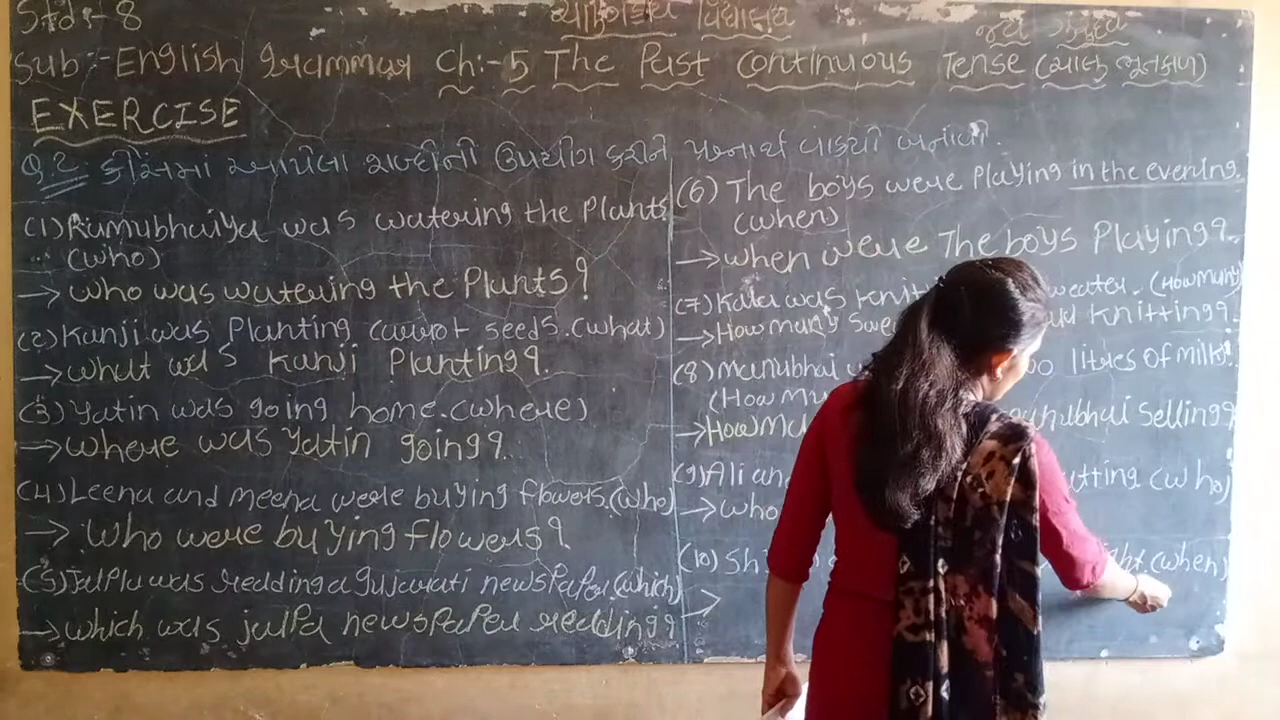 Std:-8
Sub:-English Grammar Ch:-5 The Past Continuous Tense (ચાલુ ભૂતકાળ)
EXERCISE
Q.2 કૌંસમાં આપેલા શબ્દોનો ઉપયોગ કરીને પ્રશ્નાર્થ વાક્યો બનાવો.
(1) Ramubhaiya was watering the Plants
(who)
→ who was watering the Plants?
(2) Kanji was Planting carrot seeds. (what)
→ what was Kanji Planting?
(3) Yatin was going home. (where)
→ where was Yatin going?
(4) Leena and meena were buying flowers. (who)
→ Who were buying flowers?
(5) Jalpa was reading a gujarati newspaper. (which)
→ which was jalpa newspaper reading?
(6) The boys were Playing in the evening.
(when)
→ when were The boys Playing?
(7) Kala was knit weater. (How many)
→ How many swe knitting?
(8) Manubhai litres of milk.
(How mu
→ How mu anubhai selling?
(9) Ali an utting (who)
→ who
(10) Sh ght. (when)
→